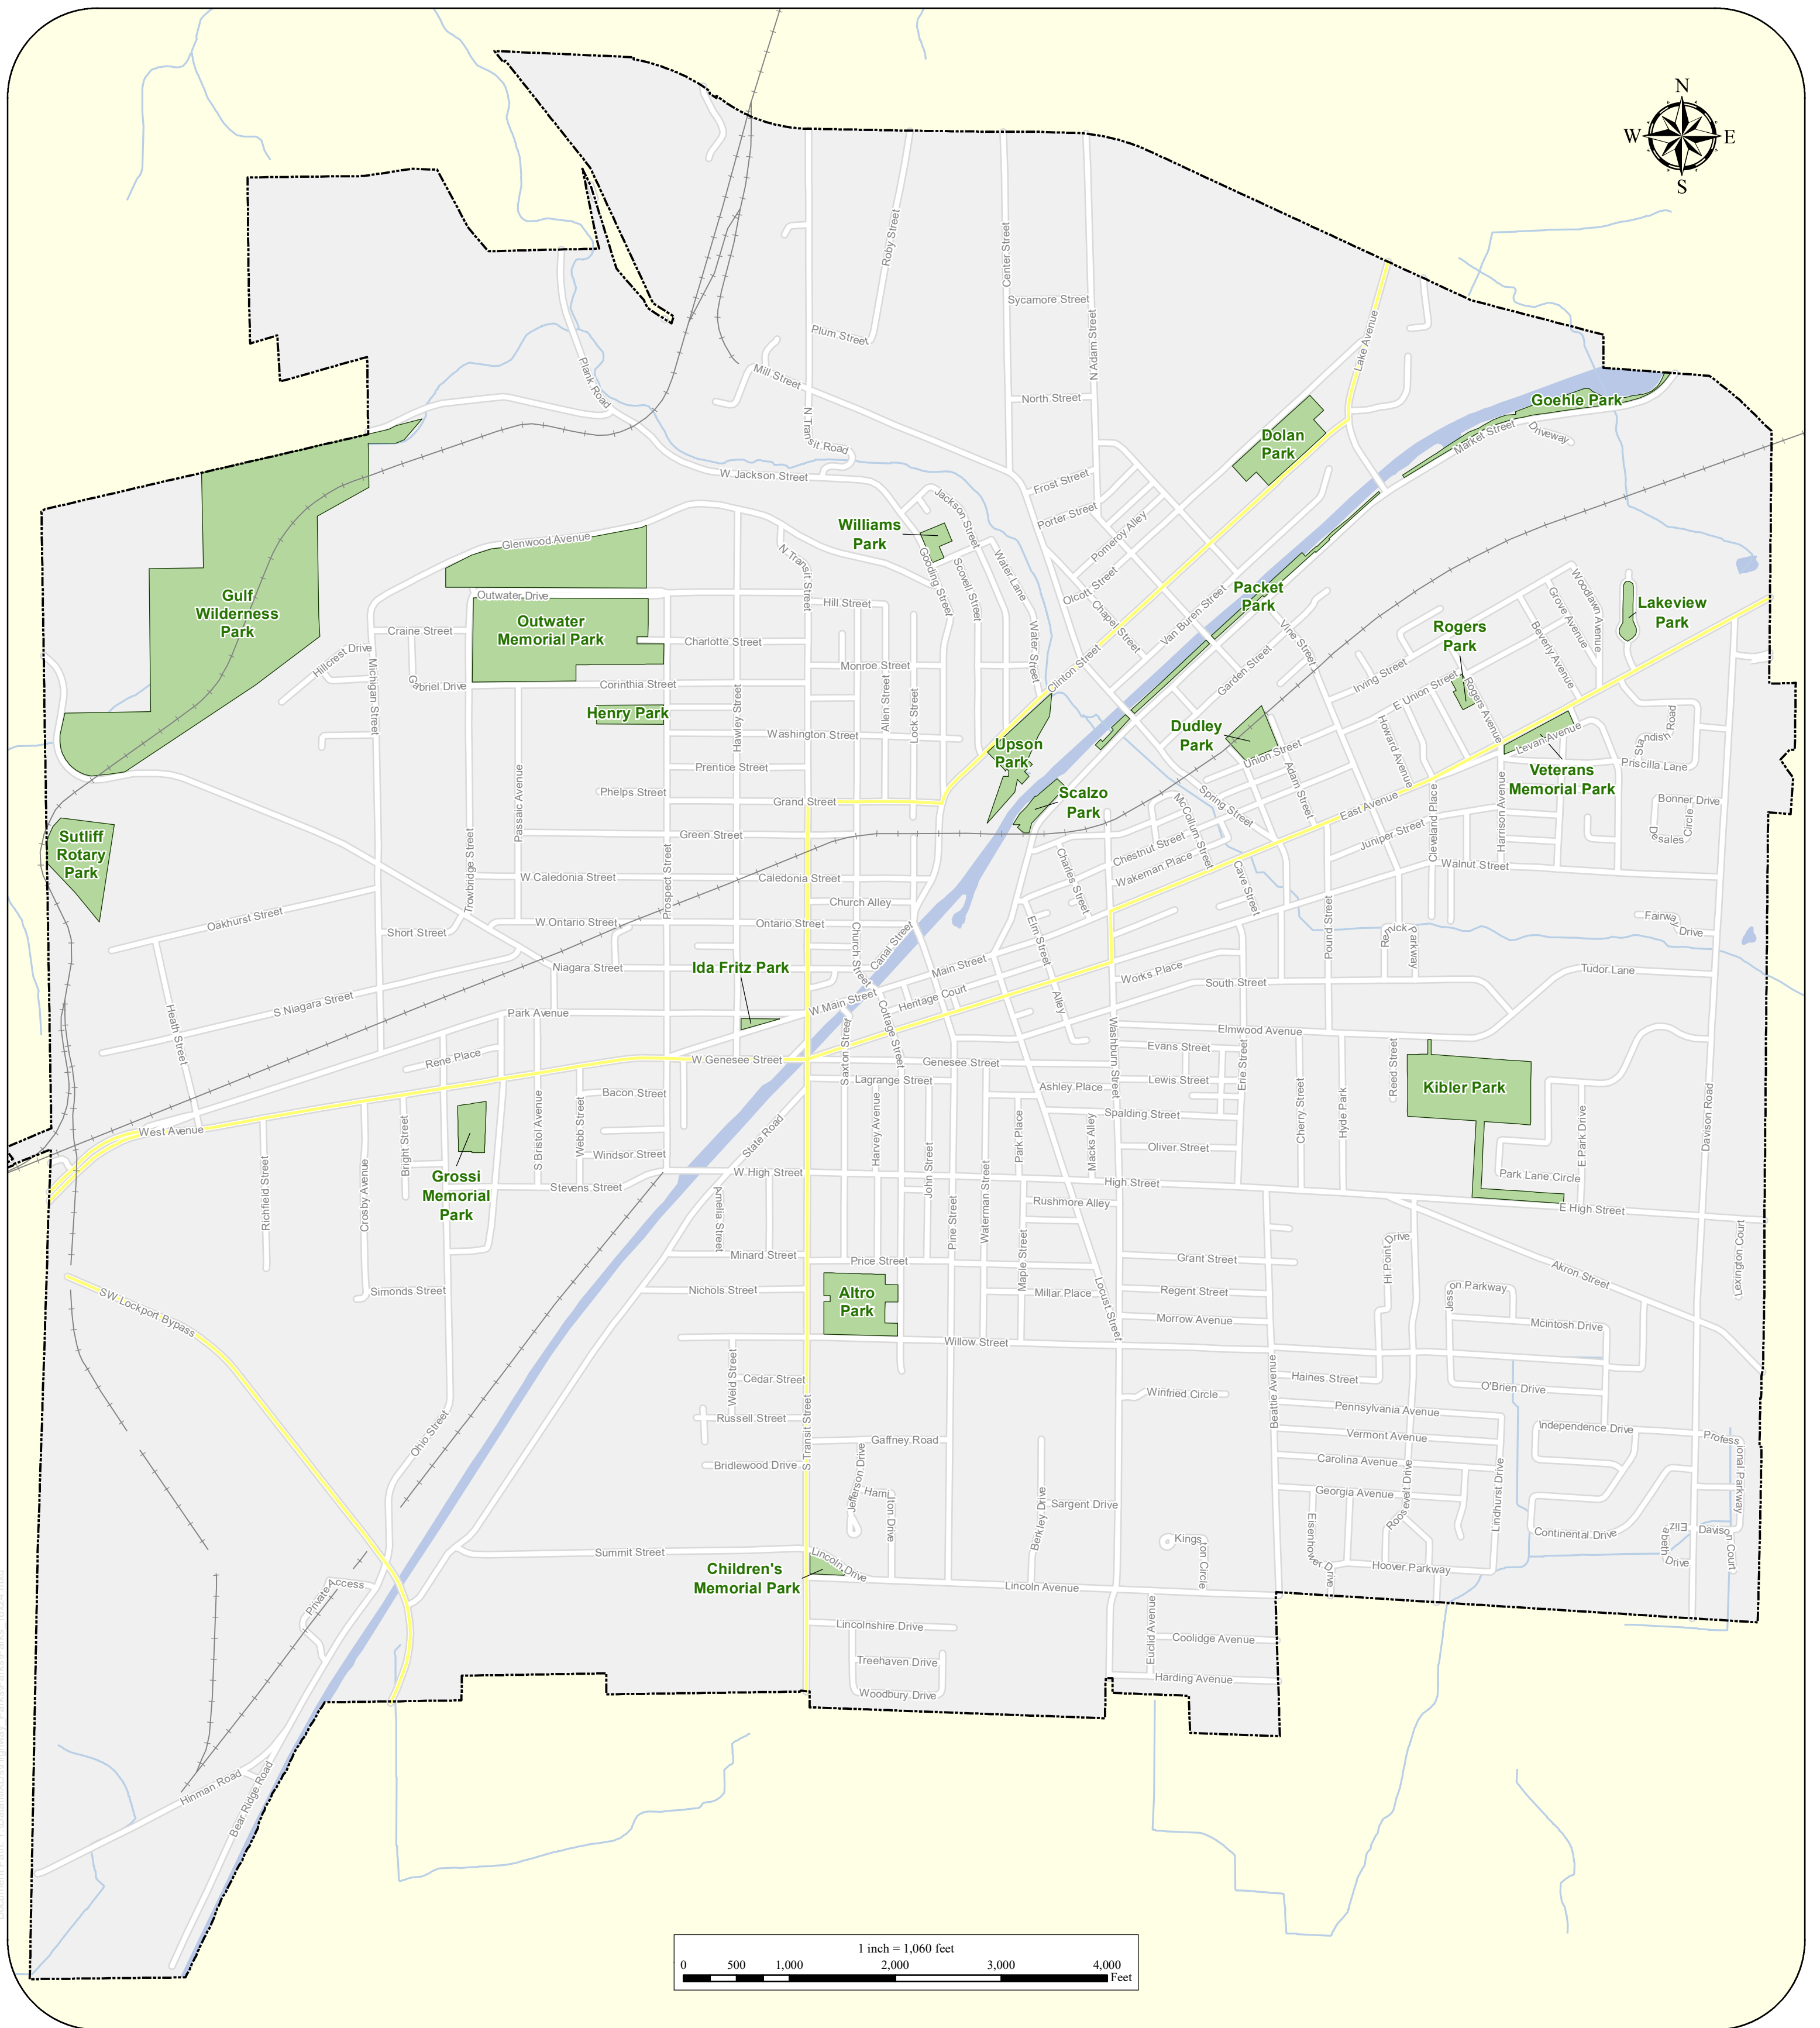 N
W E
S
Roby Street
Center Street
Sycamore Street
N Adam Street
Lake Avenue
Plum Street
Plank Road
Mill Street
North Street
Goehle Park
Market Street
Driveway
N Transit Road
Dolan
Park
W Jackson Street
Frost Street
Jackson Street
Porter Street
Pomeroy Alley
Williams
Park
Glenwood Avenue
N Transit Street
Gooding Street
Scovell Street
Water Lane
Olcott Street
Chapel Street
Van Buren Street
Packet
Park
Vine Street
Woodlawn Avenue
Grove Avenue
Beverly Avenue
Lakeview
Park
Gulf
Wilderness
Park
Outwater Drive
Outwater
Memorial Park
Hill Street
Water Street
Rogers
Park
Craine Street
Hillcrest Drive
Michigan Street
Gabriel Drive
Charlotte Street
Monroe Street
Corinthia Street
Clinton Street
Garden Street
Irving Street
E Union Street
Rogers Avenue
Henry Park
Hawley Street
Allen Street
Lock Street
Washington Street
Upson
Park
Dudley
Park
Union Street
Howard Avenue
Levan Avenue
Standish Road
Priscilla Lane
Veterans
Memorial Park
Prentice Street
Phelps Street
Grand Street
Scalzo
Park
Spring Street
Adam Street
McCollum Street
East Avenue
Bonner Drive
Desales Circle
Passaic Avenue
Green Street
Sutliff
Rotary
Park
Trowbridge Street
Prospect Street
W Caledonia Street
Caledonia Street
Church Alley
Charles Street
Chestnut Street
Wakeman Place
Cave Street
Juniper Street
Cleveland Place
Harrison Avenue
Walnut Street
Oakhurst Street
Short Street
W Ontario Street
Ontario Street
Church Street
Canal Street
Elm Street
Pound Street
Renwick Parkway
Fairway Drive
Niagara Street
Ida Fritz Park
Main Street
Works Place
South Street
Tudor Lane
S Niagara Street
Heath Street
Park Avenue
W Main Street
Heritage Court
Alley
Washburn Street
Elmwood Avenue
Rene Place
W Genesee Street
Saxton Street
Cottage Street
Genesee Street
Evans Street
Erie Street
Reed Street
Kibler Park
Davison Road
Bacon Street
Lagrange Street
Ashley Place
Lewis Street
Spalding Street
Cherry Street
Hyde Park
E Park Drive
West Avenue
Bright Street
S Bristol Avenue
Webb Street
State Road
Harvey Avenue
Park Place
Macks Alley
Oliver Street
Windsor Street
Grossi
Memorial
Park
Richfield Street
Crosby Avenue
Stevens Street
W High Street
John Street
High Street
Park Lane Circle
E High Street
Amelia Street
Pine Street
Waterman Street
Rushmore Alley
Minard Street
Price Street
Maple Street
Grant Street
Hi Point Drive
Akron Street
Lexington Court
SW Lockport Bypass
Simonds Street
Nichols Street
Altro
Park
Millar Place
Locust Street
Regent Street
Morrow Avenue
Jesson Parkway
Mcintosh Drive
Willow Street
Weld Street
Cedar Street
Beattie Avenue
Haines Street
O'Brien Drive
Winfried Circle
Russell Street
S Transit Street
Pennsylvania Avenue
Independence Drive
Professional Parkway
Ohio Street
Gaffney Road
Vermont Avenue
Bridlewood Drive
Jefferson Drive
Carolina Avenue
Hamilton Drive
Berkley Drive
Sargent Drive
Georgia Avenue
Roosevelt Drive
Lindhurst Drive
Eisenhower Drive
Continental Drive
Elizabeth Drive
Davison Court
Kingston Circle
Summit Street
Lincoln Drive
Children's
Memorial Park
Hoover Parkway
Lincoln Avenue
Private Access
Euclid Avenue
Lincolnshire Drive
Coolidge Avenue
Treehaven Drive
Harding Avenue
Woodbury Drive
Hinman Road
Bear Ridge Road
1 inch = 1,060 feet
0 500 1,000 2,000 3,000 4,000
Feet